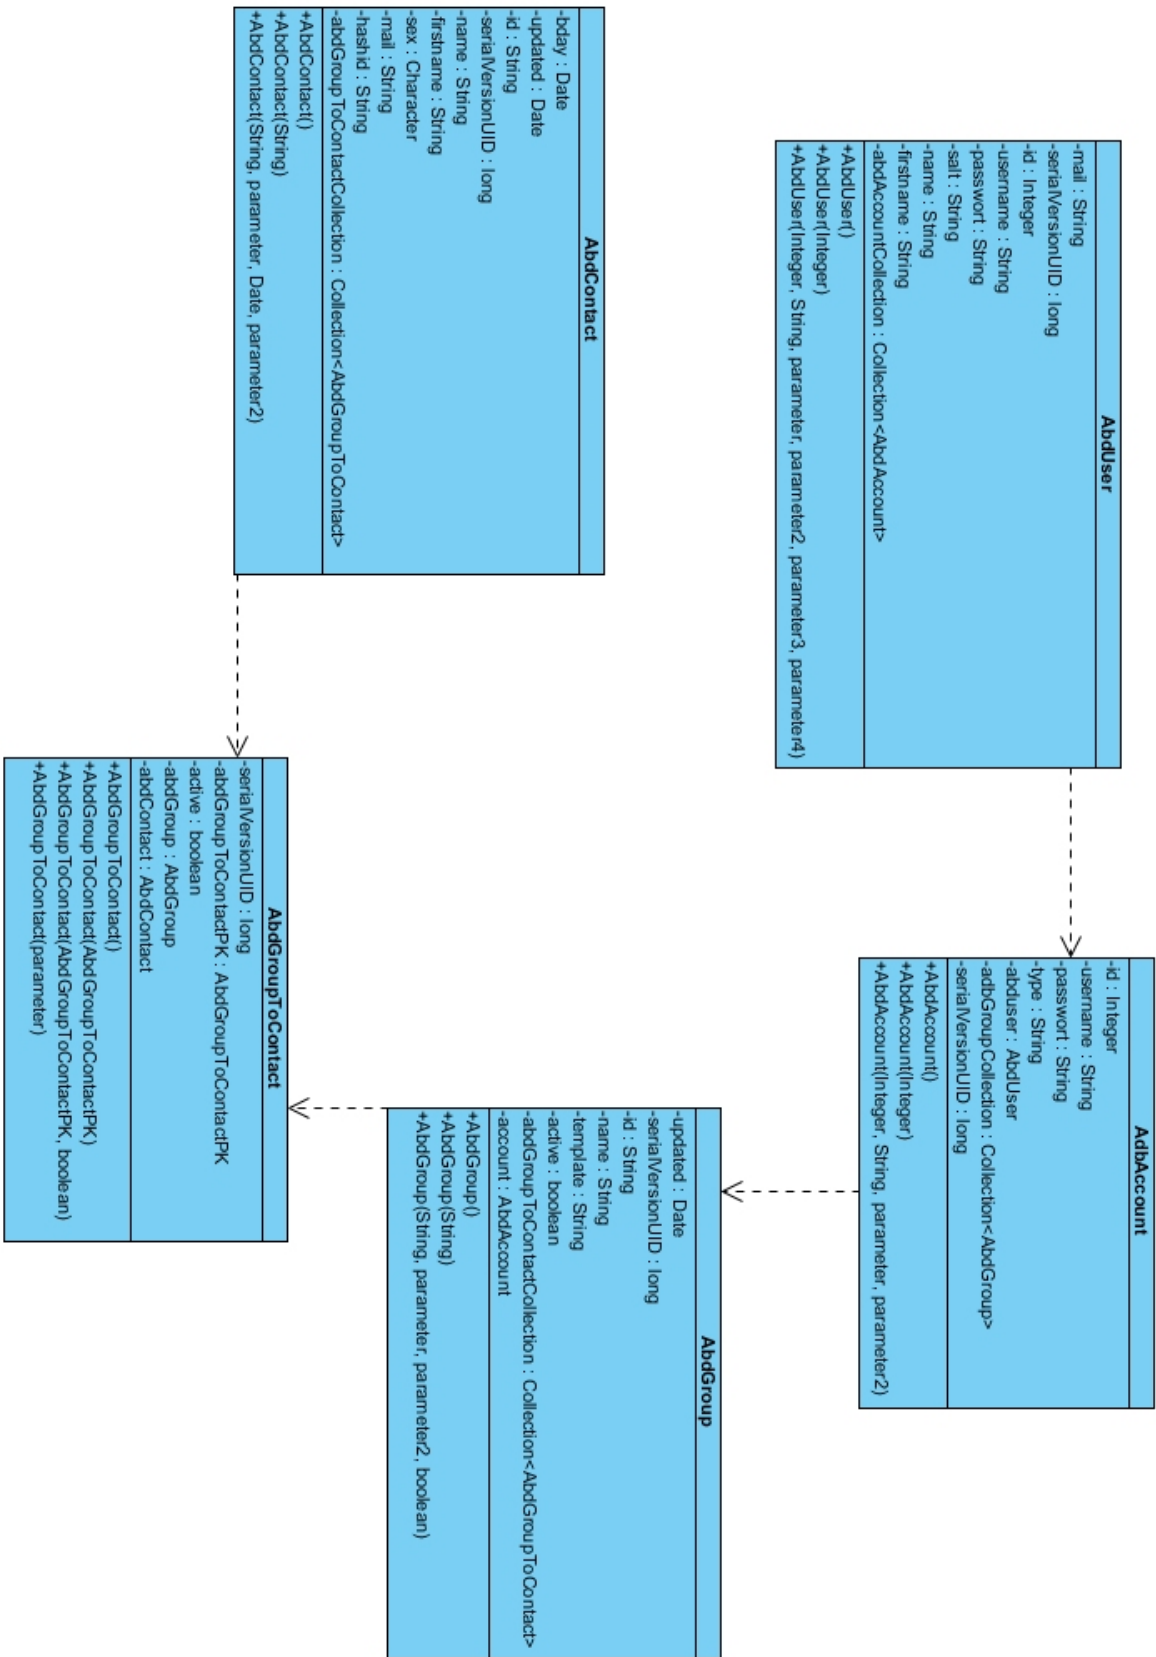 AbdUser
-mail : String
-serialVersionUID : long
-id : Integer
-username : String
-passwort : String
-salt : String
-name : String
-firstname : String
-abdAccountCollection : Collection<AbdAccount>
+AbdUser()
+AbdUser(Integer)
+AbdUser(Integer, String, parameter, parameter2, parameter3, parameter4)
AdbAccount
-id : Integer
-username : String
-passwort : String
-type : String
-abduser : AbdUser
-adbGroupCollection : Collection<AbdGroup>
-serialVersionUID : long
+AbdAccount()
+AbdAccount(Integer)
+AbdAccount(Integer, String, parameter, parameter2)
AbdContact
-bday : Date
-updated : Date
-id : String
-serialVersionUID : long
-name : String
-firstname : String
-sex : Character
-mail : String
-hashid : String
-abdGroupToContactCollection : Collection<AbdGroupToContact>
+AbdContact()
+AbdContact(String)
+AbdContact(String, parameter, Date, parameter2)
AbdGroup
-updated : Date
-serialVersionUID : long
-id : String
-name : String
-template : String
-active : boolean
-abdGroupToContactCollection : Collection<AbdGroupToContact>
-account : AbdAccount
+AbdGroup()
+AbdGroup(String)
+AbdGroup(String, parameter, parameter2, boolean)
AbdGroupToContact
-serialVersionUID : long
-abdGroupToContactPK : AbdGroupToContactPK
-active : boolean
-abdGroup : AbdGroup
-abdContact : AbdContact
+AbdGroupToContact()
+AbdGroupToContact(AbdGroupToContactPK)
+AbdGroupToContact(AbdGroupToContactPK, boolean)
+AbdGroupToContact(parameter)